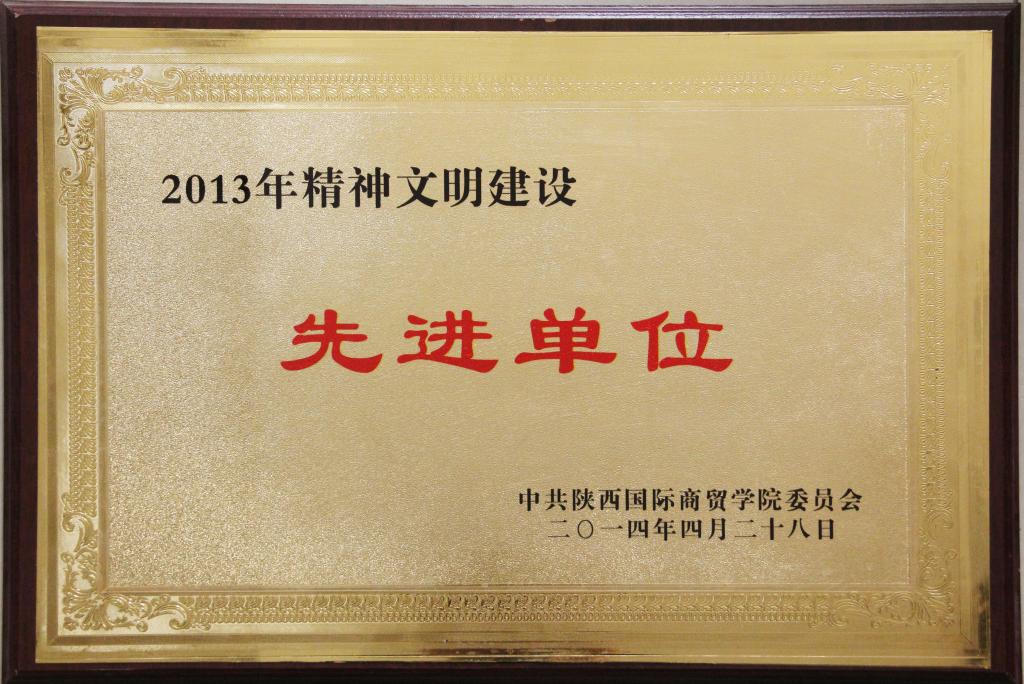 2013年精神文明建设
先进单位
中共陕西国际商贸学院委员会
二〇一四年四月二十八日